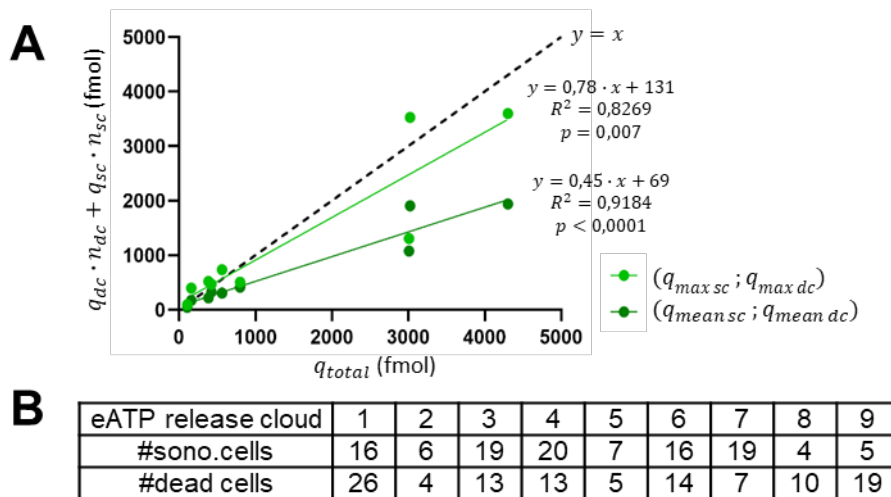 A
5000
4000
3000
2000
1000
0
q_dc · n_dc + q_sc · n_sc (fmol)
0 1000 2000 3000 4000 5000
q_total (fmol)
y = x
y = 0,78 · x + 131
R² = 0,8269
p = 0,007
y = 0,45 · x + 69
R² = 0,9184
p < 0,0001
(q_max sc ; q_max dc)
(q_mean sc ; q_mean dc)
B
eATP release cloud 1 2 3 4 5 6 7 8 9
#sono.cells 16 6 19 20 7 16 19 4 5
#dead cells 26 4 13 13 5 14 7 10 19